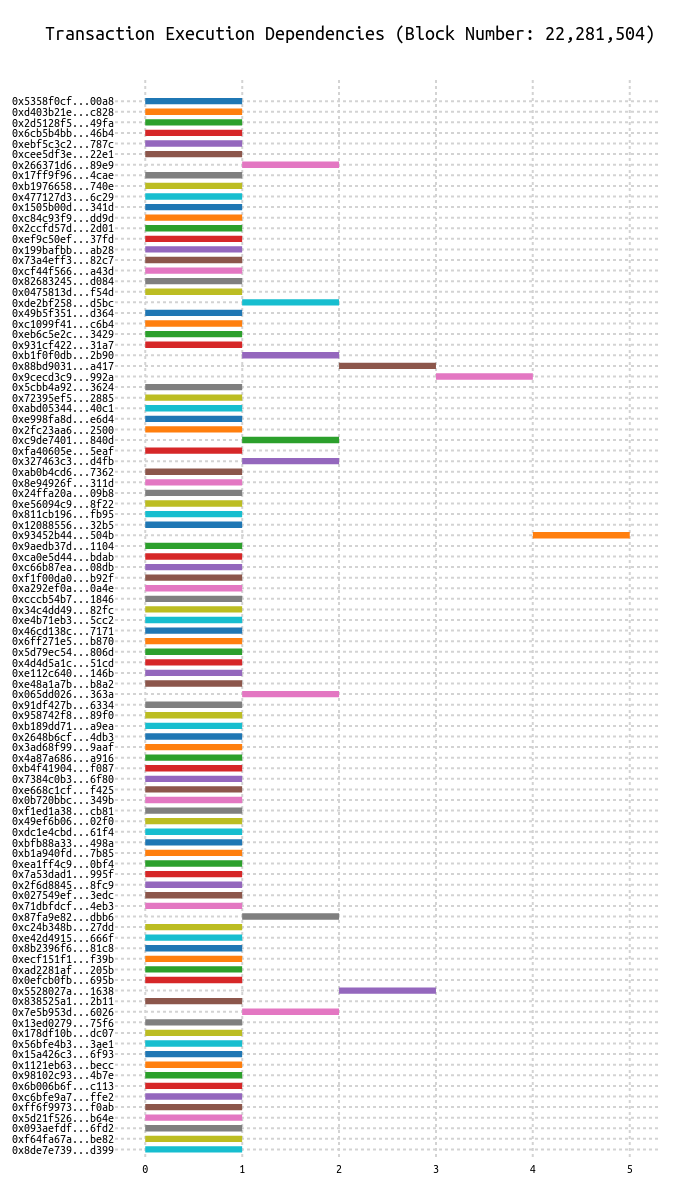 Transaction Execution Dependencies (Block Number: 22,281,504)
0x5358f0cf...00a8
0xd403b21e...c828
0x2d5128f5...49fa
0x6cb5b4bb...46b4
0xebf5c3c2...787c
0xcee5df3e...22e1
0x266371d6...89e9
0x17ff9f96...4cae
0xb1976658...740e
0x477127d3...6c29
0x1505b00d...341d
0xc84c93f9...dd9d
0x2ccfd57d...2d01
0xef9c50ef...37fd
0x199bafbb...ab28
0x73a4eff3...82c7
0xcf44f566...a43d
0x82683245...d084
0x0475813d...f54d
0xde2bf258...d5bc
0x49b5f351...d364
0xc1099f41...c6b4
0xeb6c5e2c...3429
0x931cf422...31a7
0xb1f0f0db...2b90
0x88bd9031...a417
0x9cecd3c9...992a
0x5cbb4a92...3624
0x72395ef5...2885
0xabd05344...40c1
0xe998fa8d...e6d4
0x2fc23aa6...2500
0xc9de7401...840d
0xfa40605e...5eaf
0x327463c3...d4fb
0xab0b4cd6...7362
0x8e94926f...311d
0x24ffa20a...09b8
0xe56094c9...8f22
0x811cb196...fb95
0x12088556...32b5
0x93452b44...504b
0x9aedb37d...1104
0xca0e5d44...bdab
0xc66b87ea...08db
0xf1f00da0...b92f
0xa292ef0a...0a4e
0xcccb54b7...1846
0x34c4dd49...82fc
0xe4b71eb3...5cc2
0x46cd138c...7171
0x6ff271e5...b870
0x5d79ec54...806d
0x4d4d5a1c...51cd
0xe112c640...146b
0xe48a1a7b...b8a2
0x065dd026...363a
0x91df427b...6334
0x958742f8...89f0
0xb189dd71...a9ea
0x2648b6cf...4db3
0x3ad68f99...9aaf
0x4a87a686...a916
0xb4f41904...f087
0x7384c0b3...6f80
0xe668c1cf...f425
0x0b720bbc...349b
0xf1ed1a38...cb81
0x49ef6b06...02f0
0xdc1e4cbd...61f4
0xbfb88a33...498a
0xb1a940fd...7b85
0xea1ff4c9...0bf4
0x7a53dad1...995f
0x2f6d8845...8fc9
0x027549ef...3edc
0x71dbfdcf...4eb3
0x87fa9e82...dbb6
0xc24b348b...27dd
0xe42d4915...666f
0x8b2396f6...81c8
0xecf151f1...f39b
0xad2281af...205b
0x0efcb0fb...695b
0x5528027a...1638
0x838525a1...2b11
0x7e5b953d...6026
0x13ed0279...75f6
0x178df10b...dc07
0x56bfe4b3...3ae1
0x15a426c3...6f93
0x1121eb63...becc
0x98102c93...4b7e
0x6b006b6f...c113
0xc6bfe9a7...ffe2
0xff6f9973...f0ab
0x5d21f526...b64e
0x093aefdf...6fd2
0xf64fa67a...be82
0x8de7e739...d399
0 1 2 3 4 5